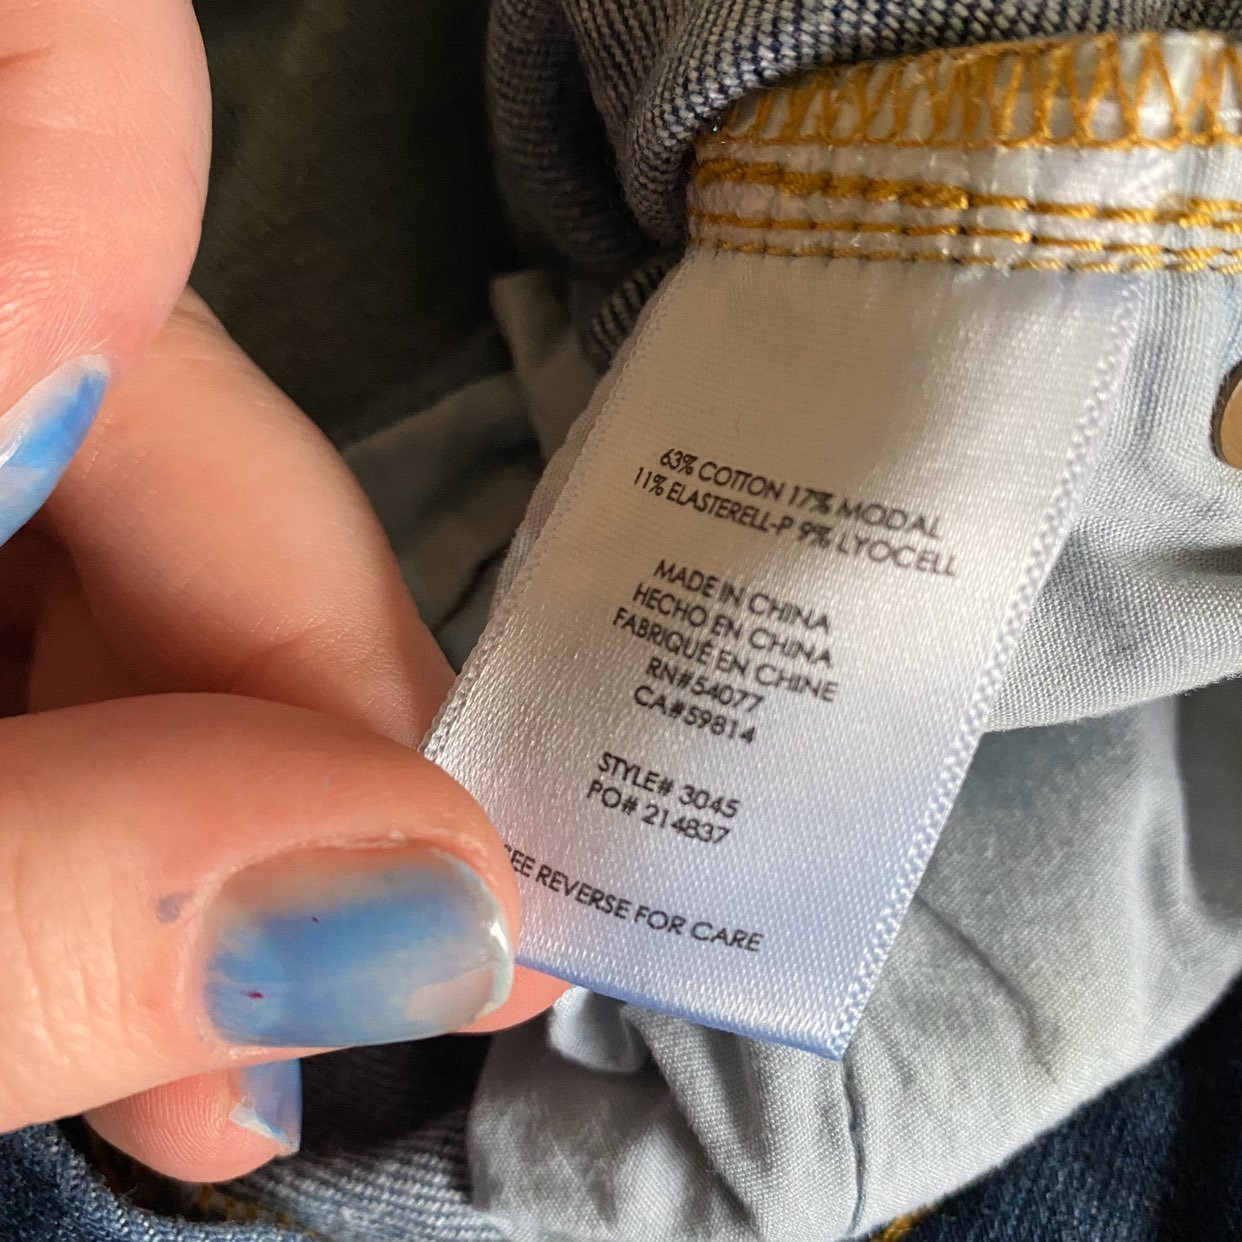 63% COTTON 17% MODAL
11% ELASTERELL-P 9% LYOCELL
MADE IN CHINA
HECHO EN CHINA
FABRIQUÉ EN CHINE
RN#54077
CA#59814
STYLE# 3045
PO# 214837
SEE REVERSE FOR CARE